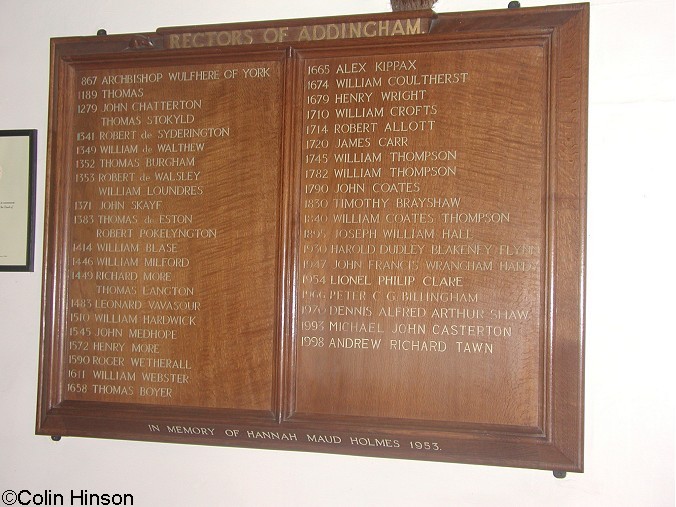 RECTORS OF ADDINGHAM.
867 ARCHBISHOP WULFHERE OF YORK
1189 THOMAS
1279 JOHN CHATTERTON
THOMAS STOKYLD
1341 ROBERT de SYDERINGTON
1349 WILLIAM de WALTHEW
1352 THOMAS BURGHAM
1353 ROBERT de WALSLEY
WILLIAM LOUNDRES
1371 JOHN SKAYF
1383 THOMAS de ESTON
ROBERT POKELYNGTON
1414 WILLIAM BLASE
1446 WILLIAM MILFORD
1449 RICHARD MORE
THOMAS LANGTON
1483 LEONARD VAVASOUR
1510 WILLIAM HARDWICK
1545 JOHN MEDHOPE
1572 HENRY MORE
1590 ROGER WETHERALL
1611 WILLIAM WEBSTER
1658 THOMAS BOYER
1665 ALEX KIPPAX
1674 WILLIAM COULTHERST
1679 HENRY WRIGHT
1710 WILLIAM CROFTS
1714 ROBERT ALLOTT
1720 JAMES CARR
1745 WILLIAM THOMPSON
1782 WILLIAM THOMPSON
1790 JOHN COATES
1830 TIMOTHY BRAYSHAW
1840 WILLIAM COATES THOMPSON
1895 JOSEPH WILLIAM HALL
1930 HAROLD DUDLEY BLAKENEY FLYNN
1947 JOHN FRANCIS WRANGHAM HARDY
1954 LIONEL PHILIP CLARE
1966 PETER C G BILLINGHAM
1976 DENNIS ALFRED ARTHUR SHAW
1993 MICHAEL JOHN CASTERTON
1998 ANDREW RICHARD TAWN
IN MEMORY OF HANNAH MAUD HOLMES 1953.
©Colin Hinson